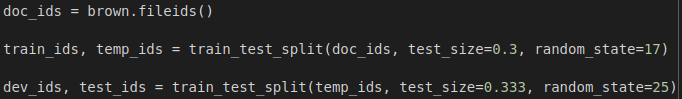 doc_ids = brown.fileids()
train_ids, temp_ids = train_test_split(doc_ids, test_size=0.3, random_state=17)
dev_ids, test_ids = train_test_split(temp_ids, test_size=0.333, random_state=25)